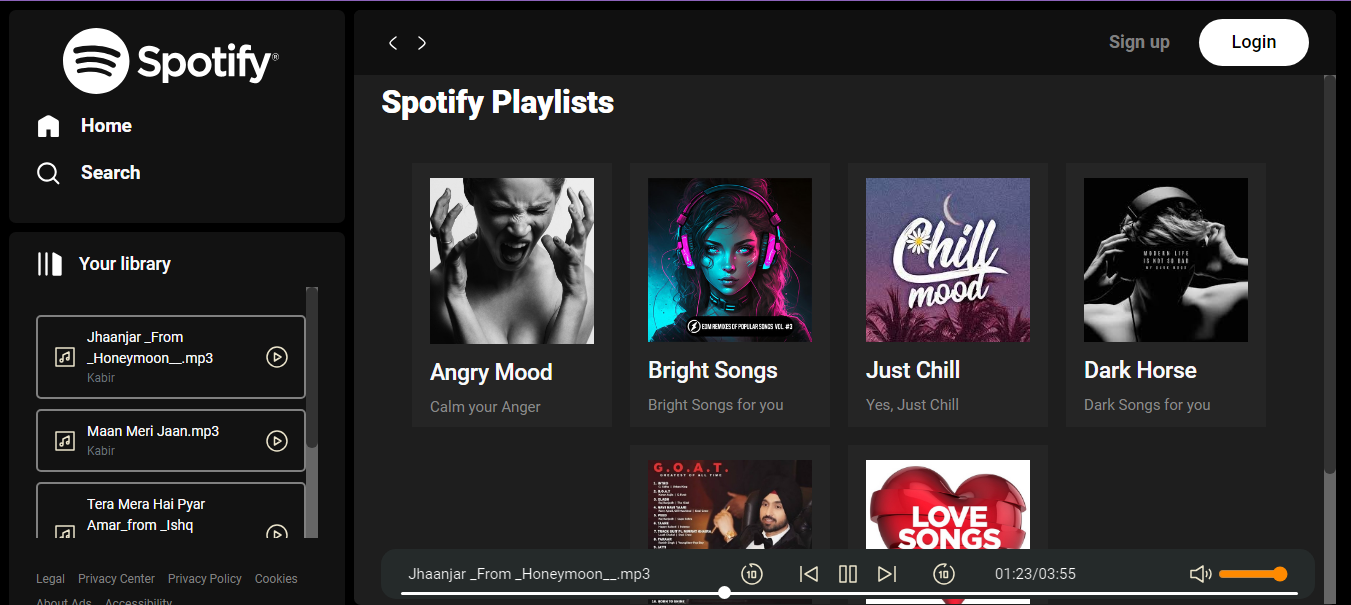 Spotify®
Home
Search
Your library
Jhaanjar _From
_Honeymoon__.mp3
Kabir
Maan Meri Jaan.mp3
Kabir
Tera Mera Hai Pyar
Amar_from _Ishq
Legal Privacy Center Privacy Policy Cookies
About Ads Accessibility
Sign up Login
Spotify Playlists
EDM REMIXES OF POPULAR SONGS VOL. #3
Chill
mood
MODERN LIFE
IS NOT SO BAD
Angry Mood
Calm your Anger
Bright Songs
Bright Songs for you
Just Chill
Yes, Just Chill
Dark Horse
Dark Songs for you
G.O.A.T.
GREATEST OF ALL TIME
1. INTRO
2. G.O.A.T
LOVE
SONGS
Jhaanjar _From _Honeymoon__.mp3
10
10
01:23/03:55